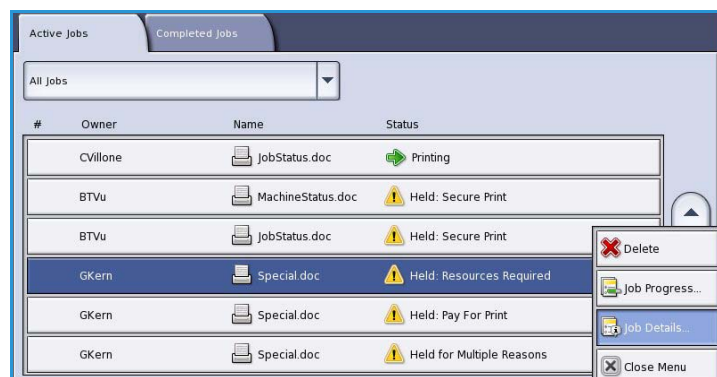 Active Jobs Completed Jobs
All Jobs
# Owner Name Status
CVillone JobStatus.doc Printing
BTVu MachineStatus.doc Held: Secure Print
BTVu JobStatus.doc Held: Secure Print
Delete
GKern Special.doc Held: Resources Required
Job Progress...
GKern Special.doc Held: Pay For Print
Job Details...
GKern Special.doc Held for Multiple Reasons
Close Menu